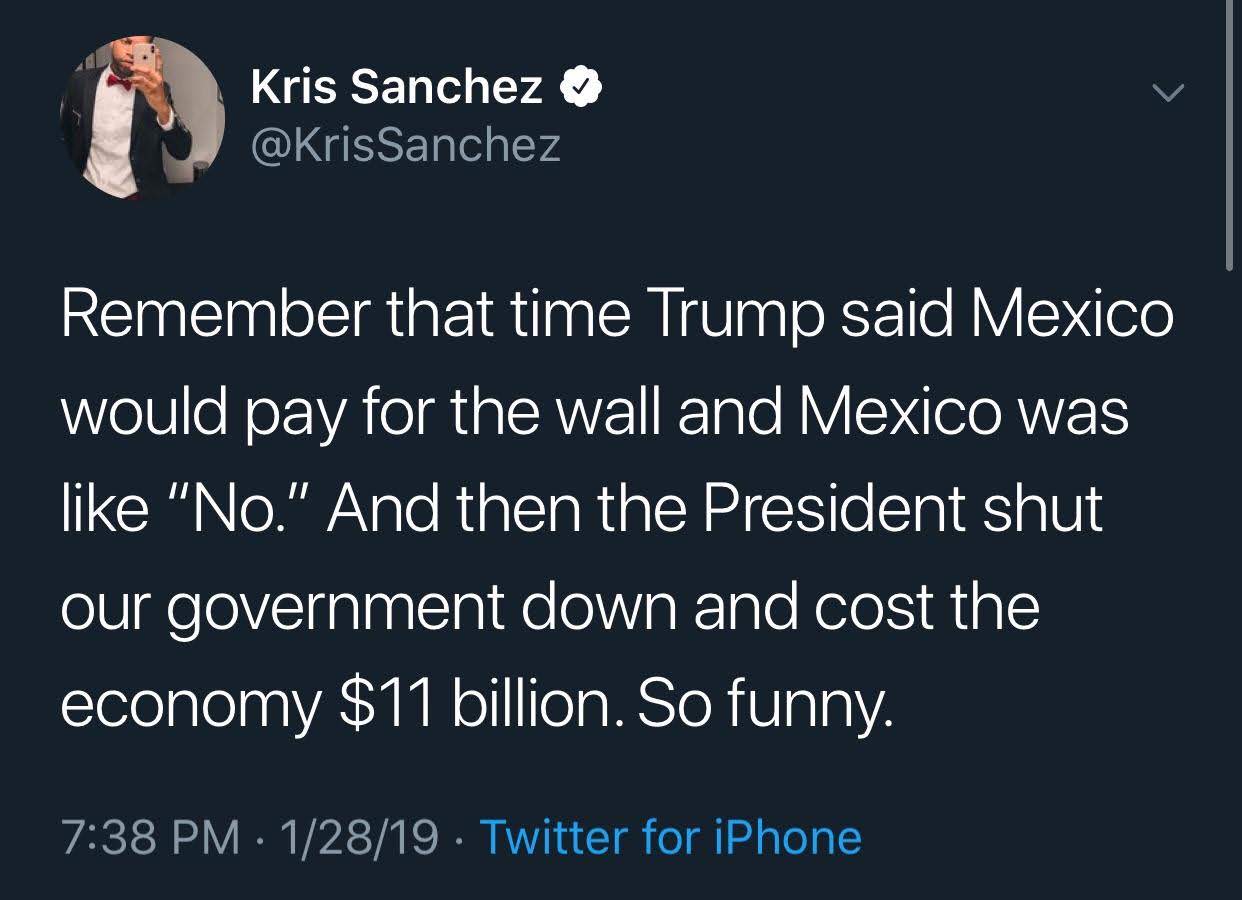 Kris Sanchez
@KrisSanchez
Remember that time Trump said Mexico
would pay for the wall and Mexico was
like “No.” And then the President shut
our government down and cost the
economy $11 billion. So funny.
7:38 PM · 1/28/19 · Twitter for iPhone